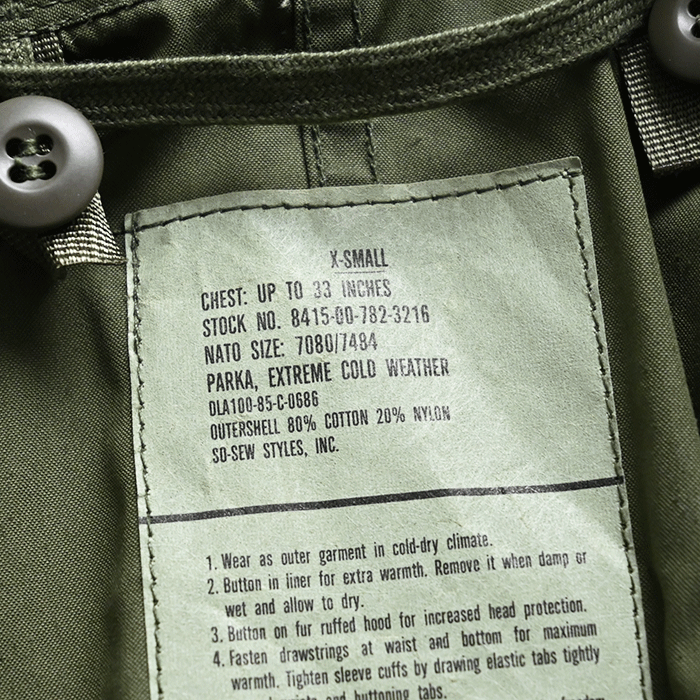 X-SMALL
CHEST: UP TO 33 INCHES
STOCK NO. 8415-00-782-3216
NATO SIZE: 7080/7484
PARKA, EXTREME COLD WEATHER
DLA100-85-C-0686
OUTERSHELL 80% COTTON 20% NYLON
SO-SEW STYLES, INC.
1. Wear as outer garment in cold-dry climate.
2. Button in liner for extra warmth. Remove it when damp or
wet and allow to dry.
3. Button on fur ruffed hood for increased head protection.
4. Fasten drawstrings at waist and bottom for maximum
warmth. Tighten sleeve cuffs by drawing elastic tabs tightly
and buttoning tabs.